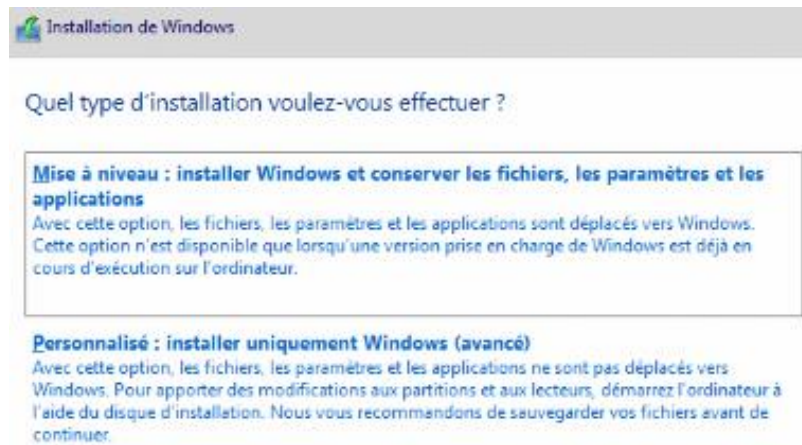 Installation de Windows
Quel type d'installation voulez-vous effectuer ?
Mise à niveau : installer Windows et conserver les fichiers, les paramètres et les
applications
Avec cette option, les fichiers, les paramètres et les applications sont déplacés vers Windows.
Cette option n'est disponible que lorsqu'une version prise en charge de Windows est déjà en
cours d'exécution sur l'ordinateur.
Personnalisé : installer uniquement Windows (avancé)
Avec cette option, les fichiers, les paramètres et les applications ne sont pas déplacés vers
Windows. Pour apporter des modifications aux partitions et aux lecteurs, démarrez l'ordinateur à
l'aide du disque d'installation. Nous vous recommandons de sauvegarder vos fichiers avant de
continuer.